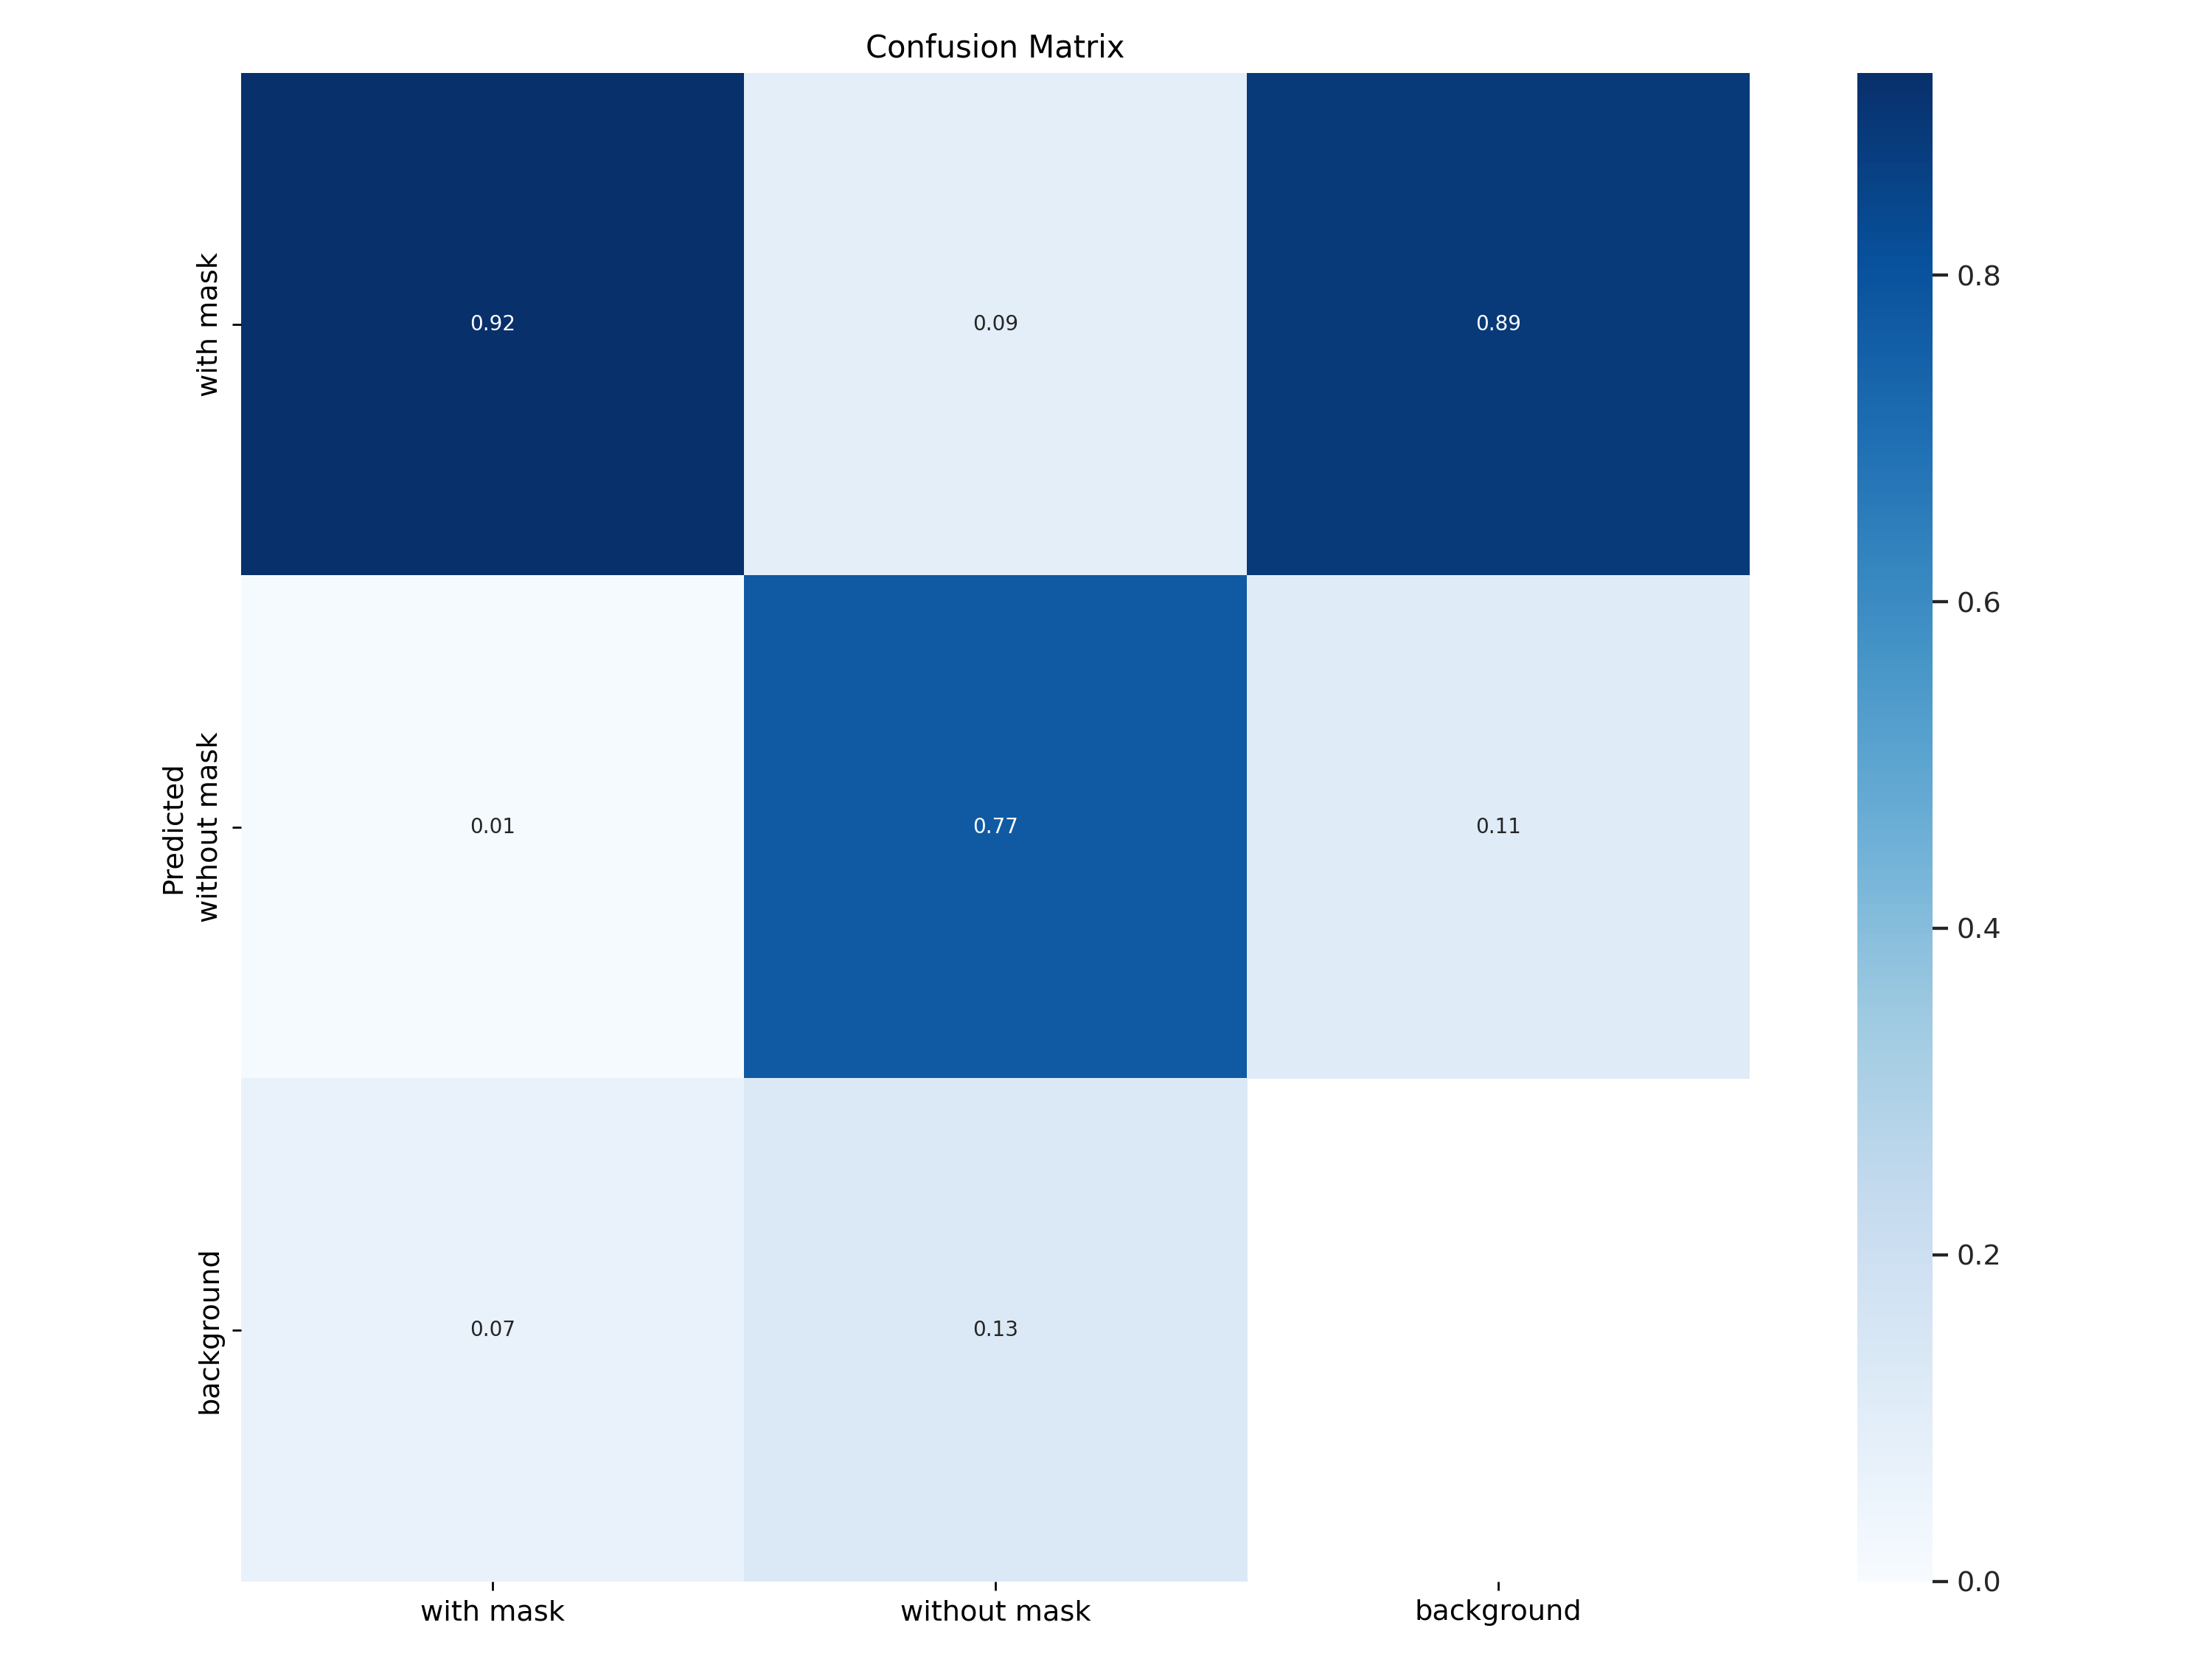 Confusion Matrix
with mask
0.92
0.09
0.89
0.8
0.6
Predicted
without mask
0.01
0.77
0.11
0.4
background
0.07
0.13
0.2
0.0
with mask
without mask
background